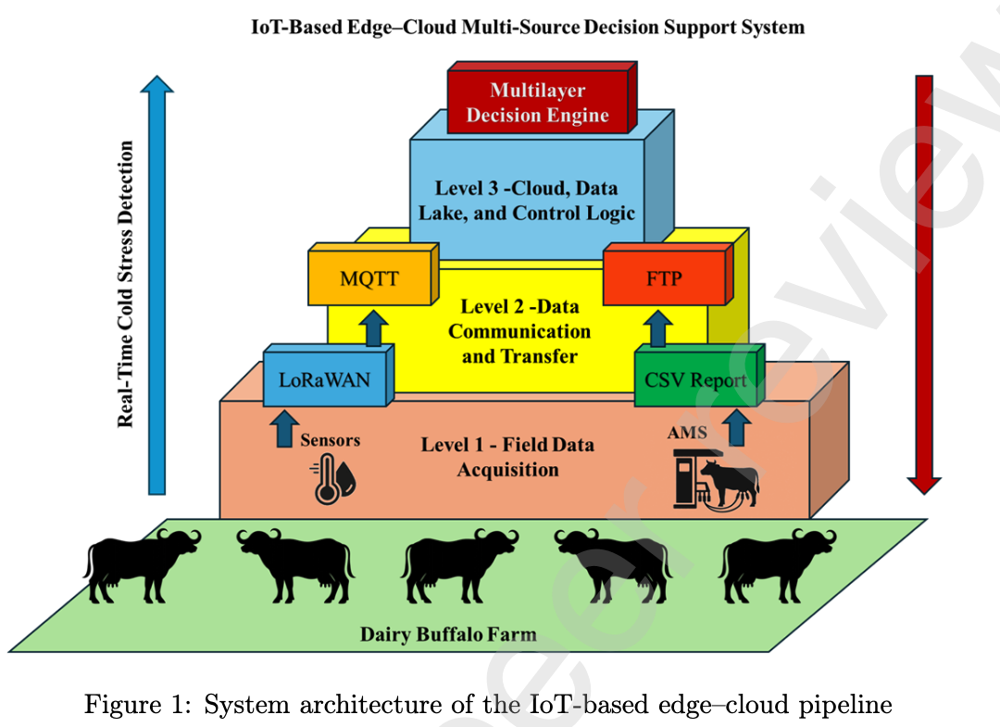 IoT-Based Edge–Cloud Multi-Source Decision Support System
Multilayer
Decision Engine
Real-Time Cold Stress Detection
Level 3 -Cloud, Data
Lake, and Control Logic
MQTT
FTP
Level 2 -Data
Communication
and Transfer
LoRaWAN
CSV Report
Sensors
Level 1 - Field Data
Acquisition
AMS
Dairy Buffalo Farm
Figure 1: System architecture of the IoT-based edge–cloud pipeline
peer review